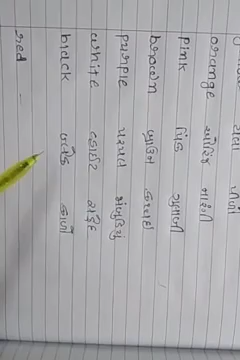 orange ઓરેંજ નારંગી
pink પિંક ગુલાબી
brown બ્રાઉન
purple પરપલ જાંબુડિયું
white વ્હાઈટ સફેદ
black બ્લેક કાળો
red